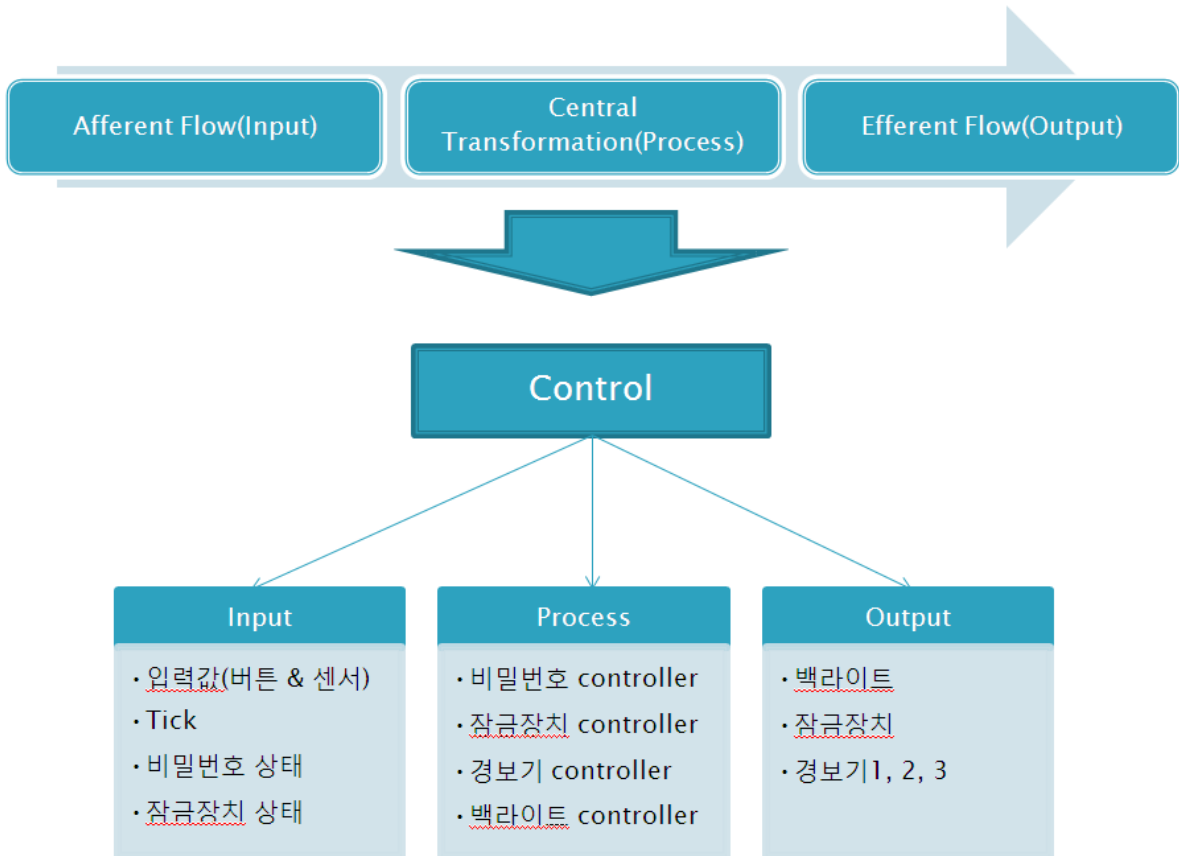 Afferent Flow(Input)
Central
Transformation(Process)
Efferent Flow(Output)
Control
Input
· 입력값(버튼 & 센서)
· Tick
· 비밀번호 상태
· 잠금장치 상태
Process
· 비밀번호 controller
· 잠금장치 controller
· 경보기 controller
· 백라이트 controller
Output
· 백라이트
· 잠금장치
· 경보기1, 2, 3